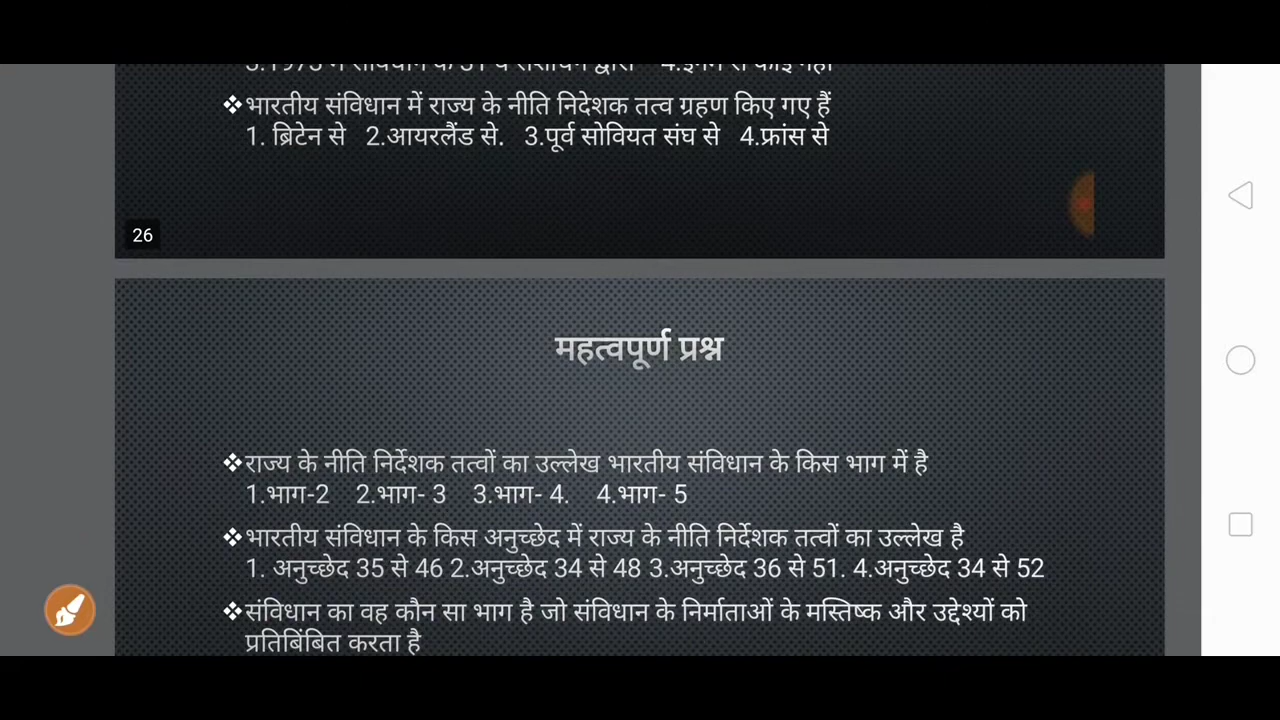 ❖भारतीय संविधान में राज्य के नीति निदेशक तत्व ग्रहण किए गए हैं
1. ब्रिटेन से 2.आयरलैंड से. 3.पूर्व सोवियत संघ से 4.फ्रांस से
26
महत्वपूर्ण प्रश्न
❖राज्य के नीति निर्देशक तत्वों का उल्लेख भारतीय संविधान के किस भाग में है
1.भाग-2 2.भाग- 3 3.भाग- 4. 4.भाग- 5
❖भारतीय संविधान के किस अनुच्छेद में राज्य के नीति निर्देशक तत्वों का उल्लेख है
1. अनुच्छेद 35 से 46 2.अनुच्छेद 34 से 48 3.अनुच्छेद 36 से 51. 4.अनुच्छेद 34 से 52
❖संविधान का वह कौन सा भाग है जो संविधान के निर्माताओं के मस्तिष्क और उद्देश्यों को
प्रतिबिंबित करता है